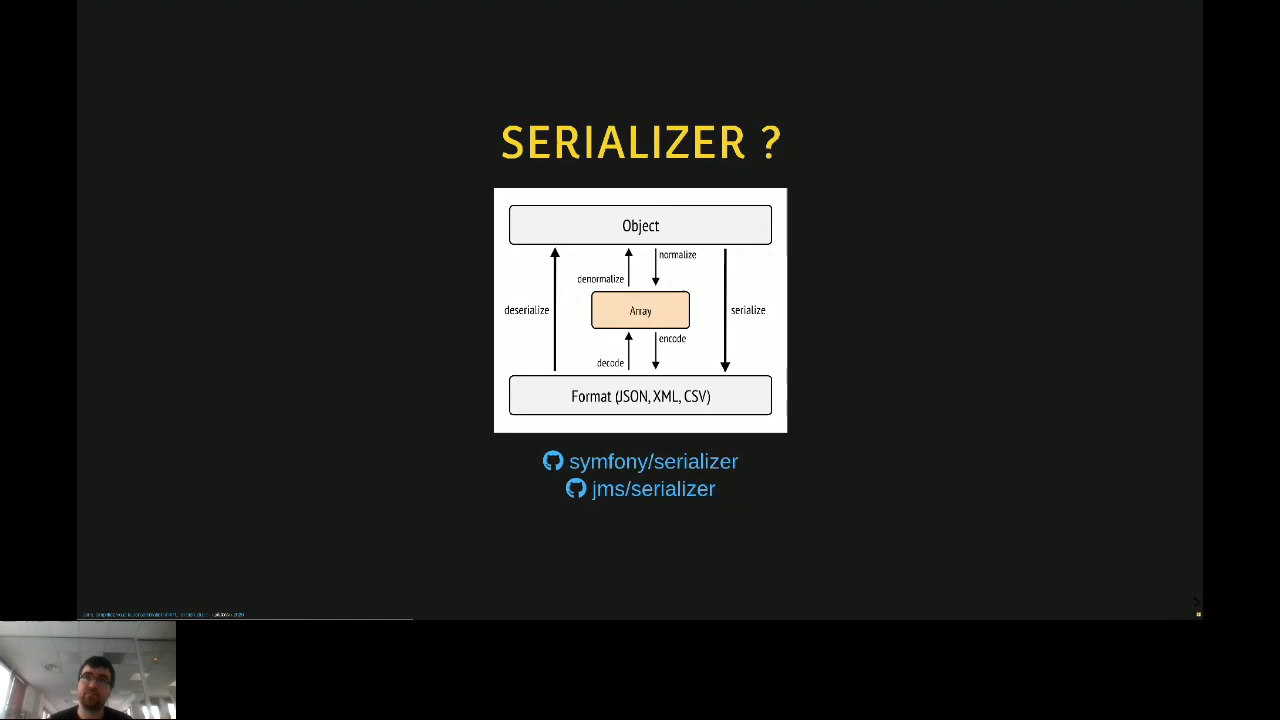 SERIALIZER ?
Object
normalize
denormalize
deserialize
Array
serialize
encode
decode
Format (JSON, XML, CSV)
symfony/serializer
jms/serializer